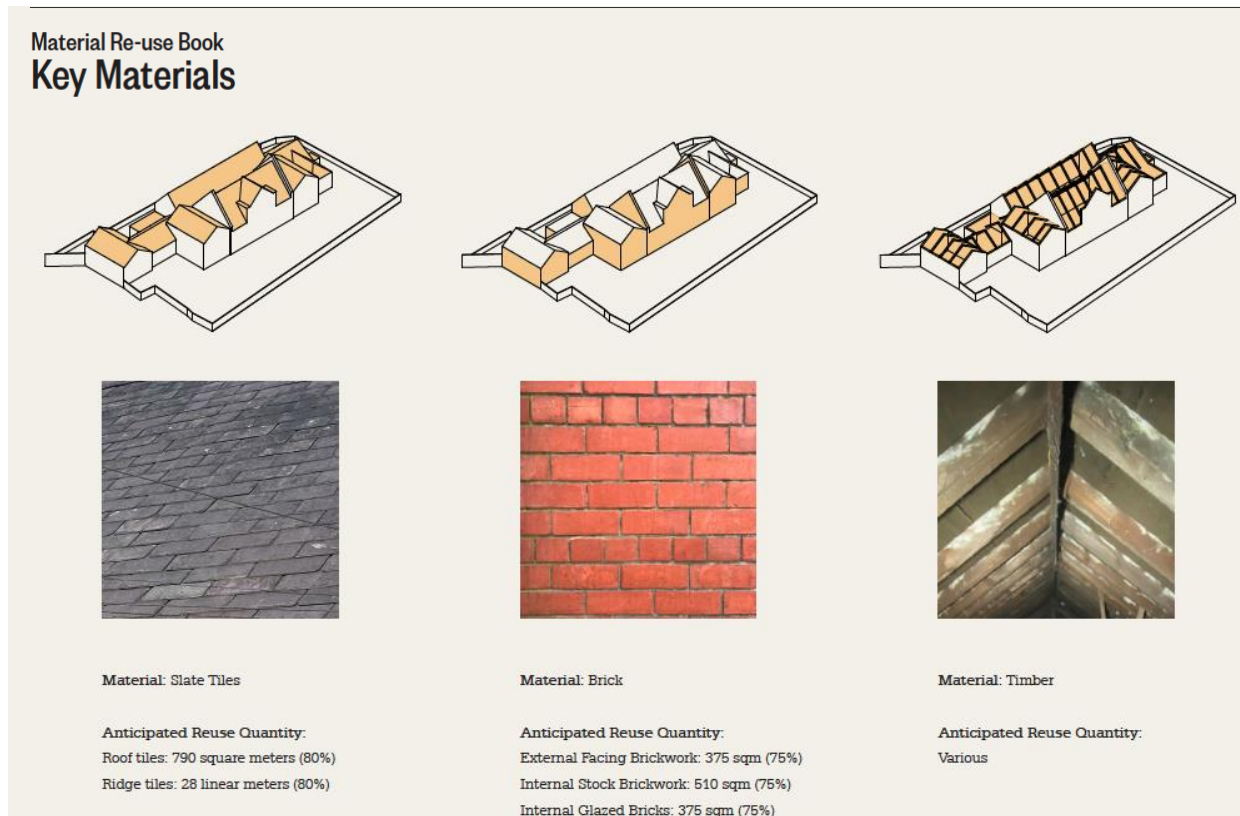 Material Re-use Book
Key Materials
Material: Slate Tiles
Anticipated Reuse Quantity:
Roof tiles: 790 square meters (80%)
Ridge tiles: 28 linear meters (80%)
Material: Brick
Anticipated Reuse Quantity:
External Facing Brickwork: 375 sqm (75%)
Internal Stock Brickwork: 510 sqm (75%)
Internal Glazed Bricks: 375 sqm (75%)
Material: Timber
Anticipated Reuse Quantity:
Various